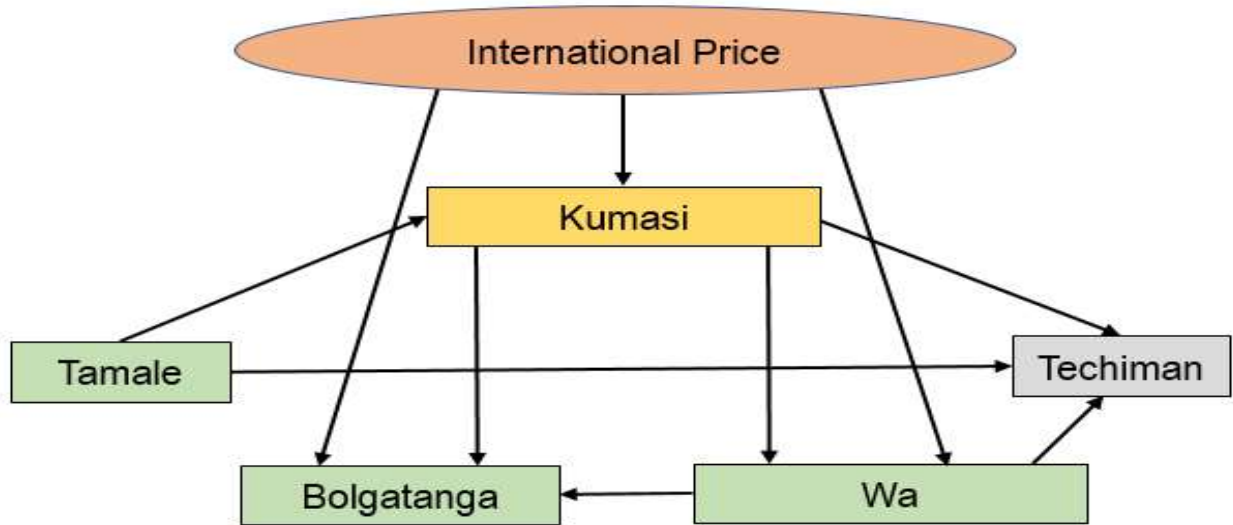 International Price
Kumasi
Tamale
Techiman
Bolgatanga
Wa